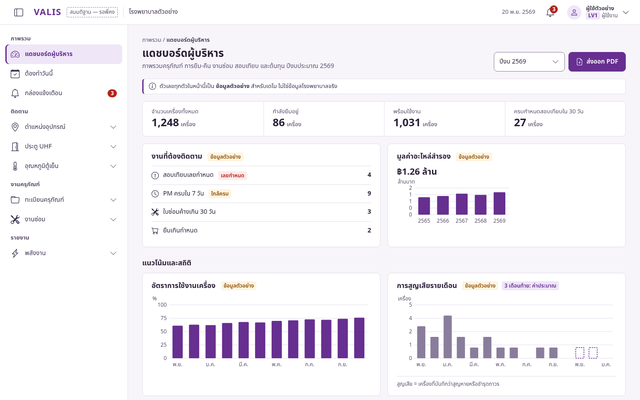 VALIS
สมมติฐาน — รอพี่คง
โรงพยาบาลตัวอย่าง
20 พ.ย. 2569
3
ผู้ใช้ตัวอย่าง
LV1 ผู้ใช้งาน
ภาพรวม
แดชบอร์ดผู้บริหาร
ต้องทำวันนี้
กล่องแจ้งเตือน
3
ติดตาม
ตำแหน่งอุปกรณ์
ประตู UHF
อุณหภูมิตู้เย็น
งานครุภัณฑ์
ทะเบียนครุภัณฑ์
งานซ่อม
รายงาน
พลังงาน
ภาพรวม / แดชบอร์ดผู้บริหาร
แดชบอร์ดผู้บริหาร
ภาพรวมครุภัณฑ์ การยืม-คืน งานซ่อม สอบเทียบ และต้นทุน ปีงบประมาณ 2569
ปีงบ 2569
ส่งออก PDF
ตัวเลขทุกตัวในหน้านี้เป็น ข้อมูลตัวอย่าง สำหรับเดโม ไม่ใช่ข้อมูลโรงพยาบาลจริง
จำนวนเครื่องทั้งหมด
1,248 เครื่อง
กำลังยืมอยู่
86 เครื่อง
พร้อมใช้งาน
1,031 เครื่อง
ครบกำหนดสอบเทียบใน 30 วัน
27 เครื่อง
งานที่ต้องติดตาม
ข้อมูลตัวอย่าง
สอบเทียบเลยกำหนด
เลยกำหนด
4
PM ครบใน 7 วัน
ใกล้ครบ
9
ใบซ่อมค้างเกิน 30 วัน
3
ยืมเกินกำหนด
2
มูลค่าอะไหล่สำรอง
ข้อมูลตัวอย่าง
฿1.26 ล้าน
ล้านบาท
2
2
1
1
0
2565 2566 2567 2568 2569
แนวโน้มและสถิติ
อัตราการใช้งานเครื่อง
ข้อมูลตัวอย่าง
%
100
75
50
25
0
พ.ย. ม.ค. มี.ค. พ.ค. ก.ค. ก.ย.
การสูญเสียรายเดือน
ข้อมูลตัวอย่าง
3 เดือนท้าย: ค่าประมาณ
เครื่อง
5
4
3
1
0
พ.ย. ม.ค. มี.ค. พ.ค. ก.ค. ก.ย. พ.ย. ม.ค.
สูญเสีย = เครื่องที่บันทึกว่าสูญหายหรือชำรุดถาวร